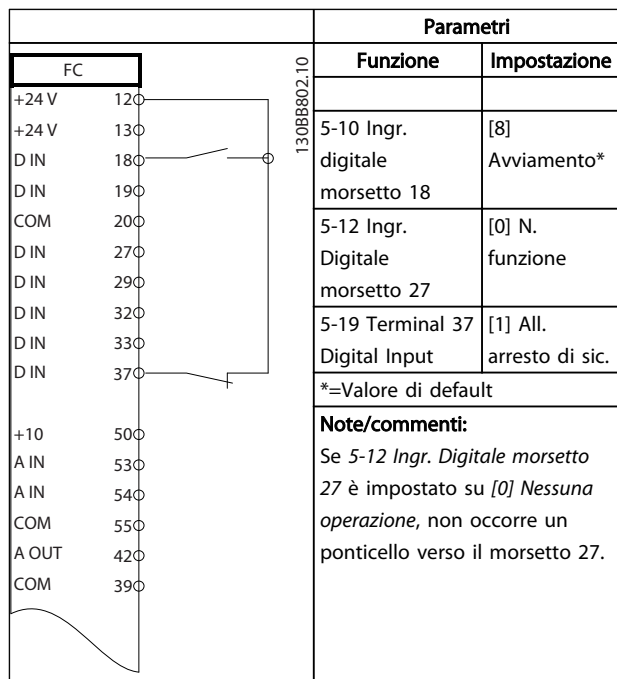 FC
+24 V 12
+24 V 13
D IN 18
D IN 19
COM 20
D IN 27
D IN 29
D IN 32
D IN 33
D IN 37
+10 50
A IN 53
A IN 54
COM 55
A OUT 42
COM 39
130BB802.10
Parametri
Funzione Impostazione
5-10 Ingr. [8]
digitale Avviamento*
morsetto 18
5-12 Ingr. [0] N.
Digitale funzione
morsetto 27
5-19 Terminal 37 [1] All.
Digital Input arresto di sic.
*=Valore di default
Note/commenti:
Se 5-12 Ingr. Digitale morsetto
27 è impostato su [0] Nessuna
operazione, non occorre un
ponticello verso il morsetto 27.